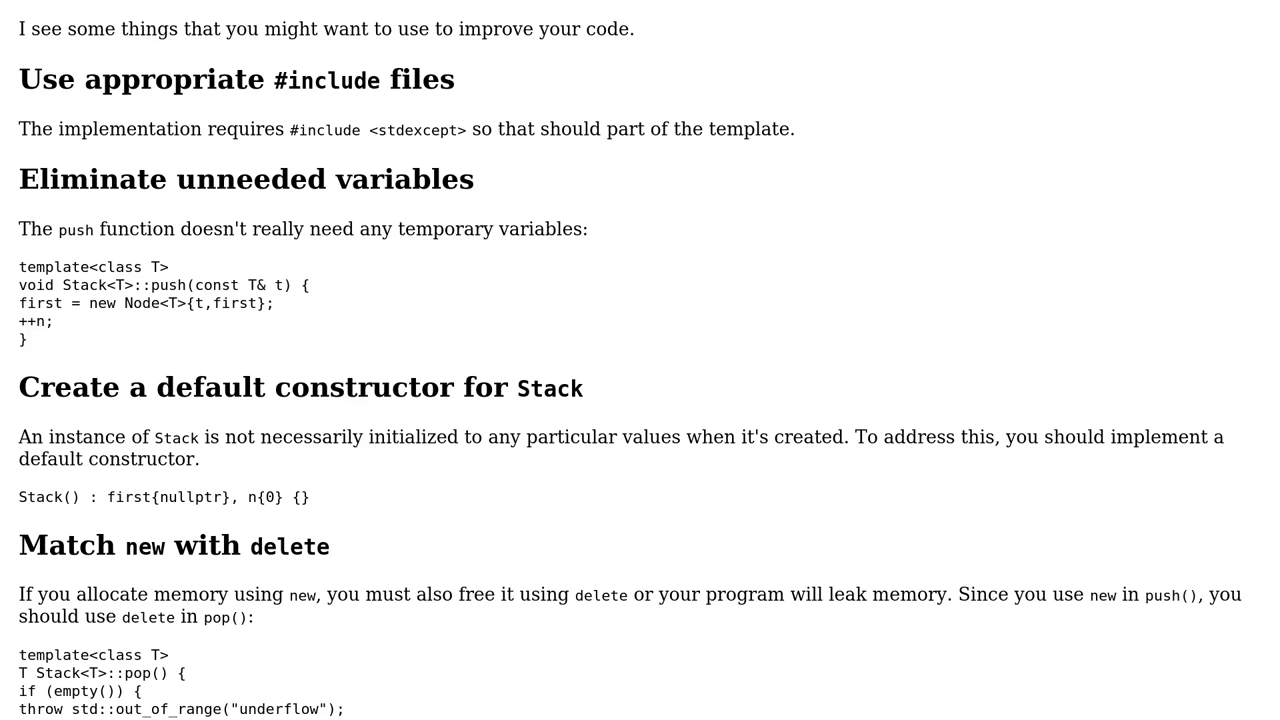 I see some things that you might want to use to improve your code.
Use appropriate #include files
The implementation requires #include <stdexcept> so that should part of the template.
Eliminate unneeded variables
The push function doesn't really need any temporary variables:
template<class T>
void Stack<T>::push(const T& t) {
first = new Node<T>{t,first};
++n;
}
Create a default constructor for Stack
An instance of Stack is not necessarily initialized to any particular values when it's created. To address this, you should implement a
default constructor.
Stack() : first{nullptr}, n{0} {}
Match new with delete
If you allocate memory using new, you must also free it using delete or your program will leak memory. Since you use new in push(), you
should use delete in pop():
template<class T>
T Stack<T>::pop() {
if (empty()) {
throw std::out_of_range("underflow");